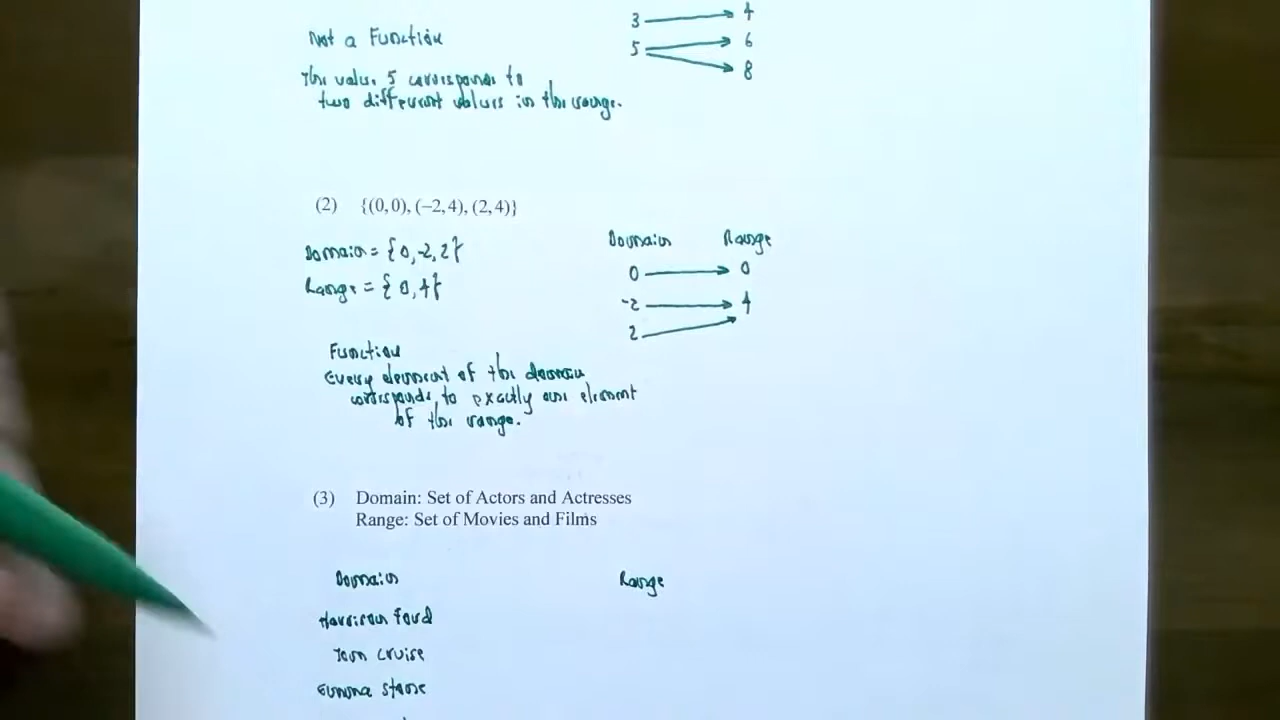 3 → 4
Not a Function
5 → 6
8
The value 5 corresponds to
two different values in the range.
(2) {(0, 0), (−2, 4), (2, 4)}
Domain Range
Domain = {0, -2, 2}
0 → 0
Range = {0, 4}
-2 → 4
2
Function
Every element of the domain
corresponds to exactly one element
of the range.
(3) Domain: Set of Actors and Actresses
Range: Set of Movies and Films
Domain Range
Harrison Ford
Tom Cruise
Emma Stone